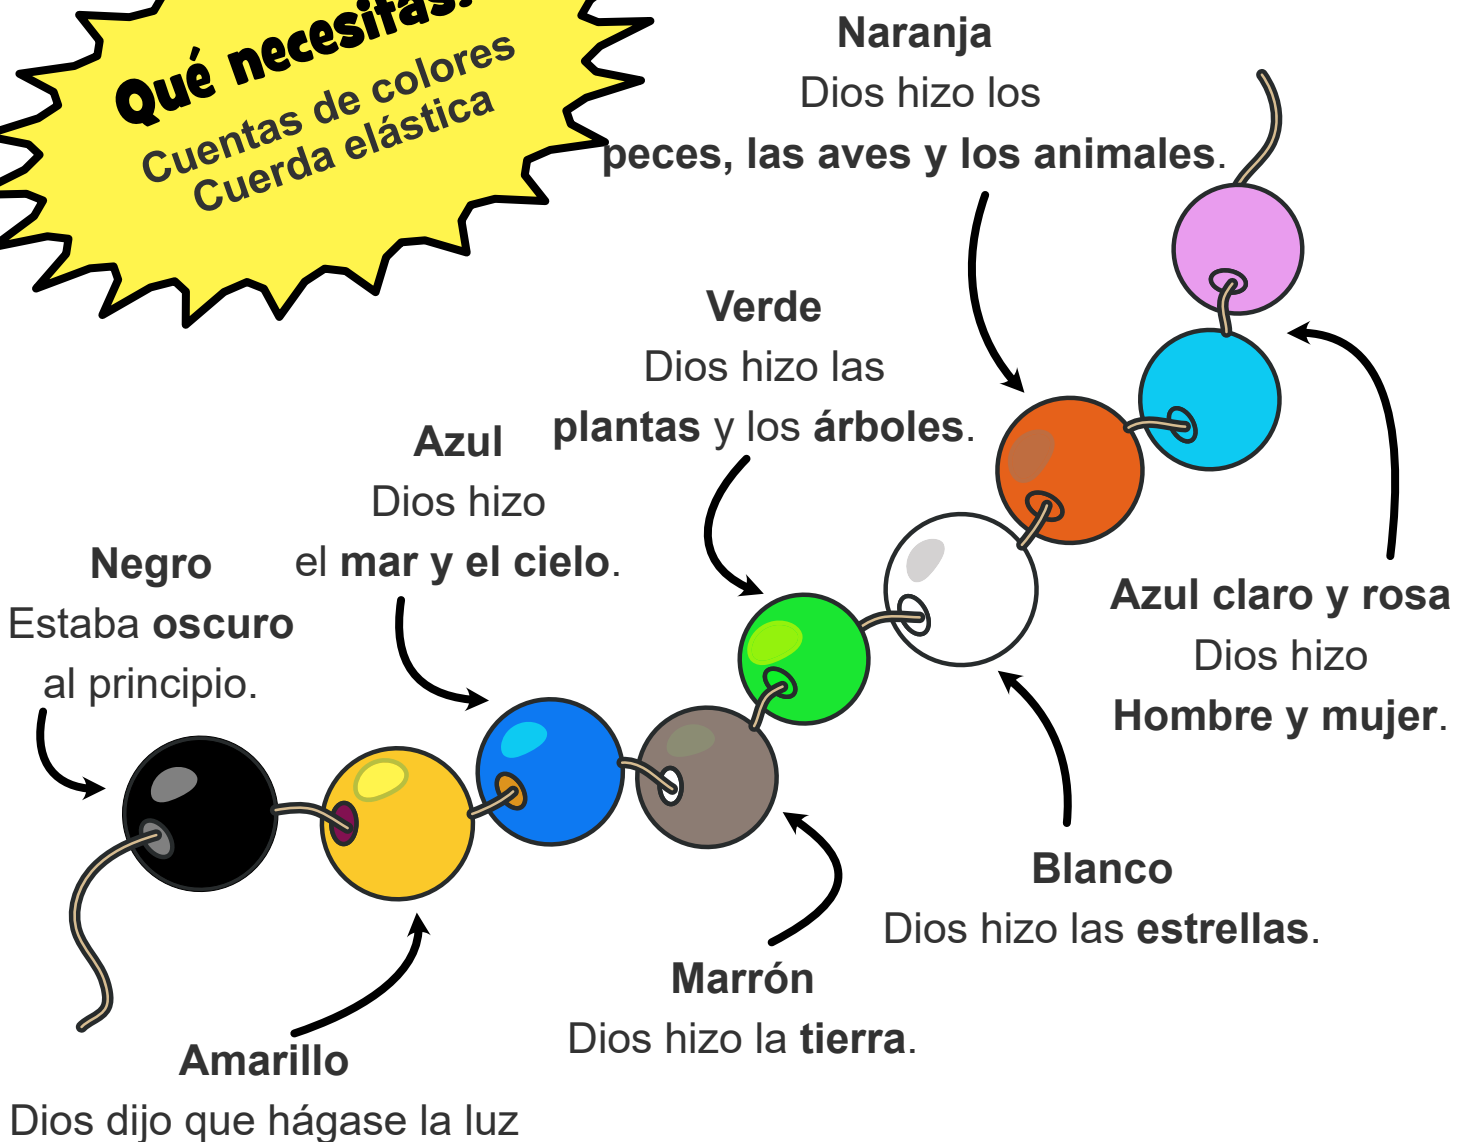 Qué necesitas:
Cuentas de colores
Cuerda elástica
Naranja
Dios hizo los
peces, las aves y los animales.
Verde
Dios hizo las
plantas y los árboles.
Azul
Dios hizo
el mar y el cielo.
Negro
Estaba oscuro
al principio.
Azul claro y rosa
Dios hizo
Hombre y mujer.
Blanco
Dios hizo las estrellas.
Marrón
Dios hizo la tierra.
Amarillo
Dios dijo que hágase la luz